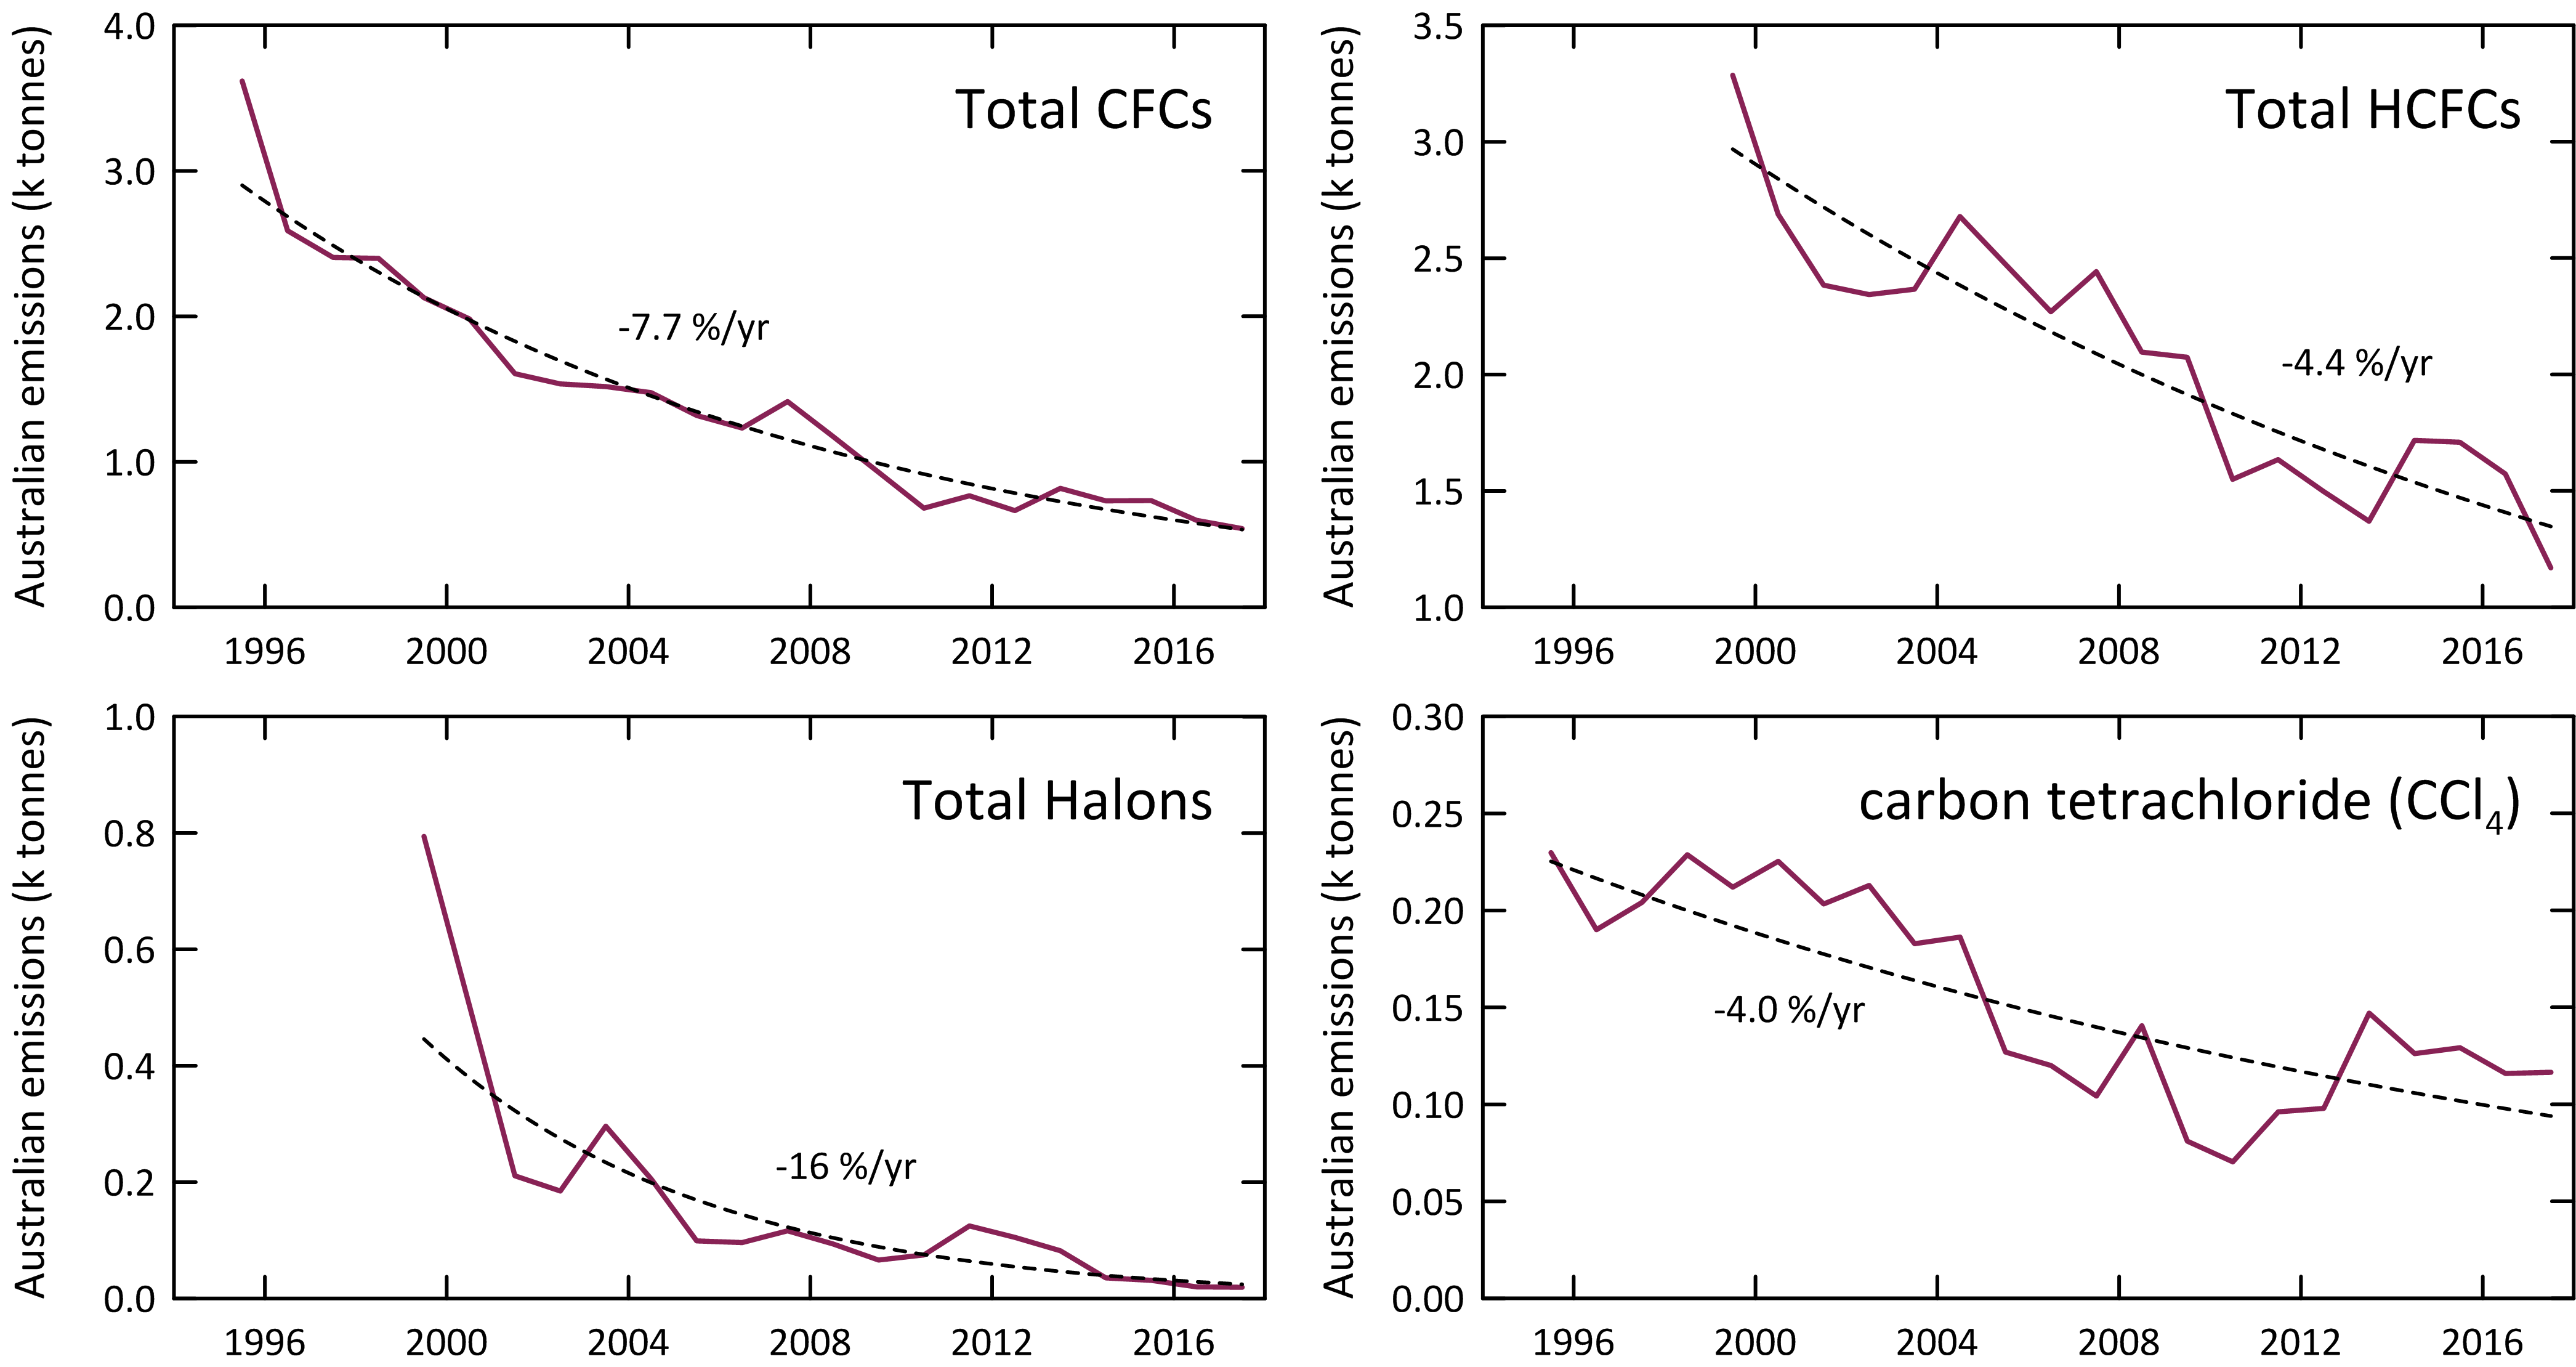 Australian emissions (k tonnes)
4.0
3.0
2.0
1.0
0.0
Total CFCs
-7.7 %/yr
1996 2000 2004 2008 2012 2016
Australian emissions (k tonnes)
3.5
3.0
2.5
2.0
1.5
1.0
Total HCFCs
-4.4 %/yr
1996 2000 2004 2008 2012 2016
Australian emissions (k tonnes)
1.0
0.8
0.6
0.4
0.2
0.0
Total Halons
-16 %/yr
1996 2000 2004 2008 2012 2016
Australian emissions (k tonnes)
0.30
0.25
0.20
0.15
0.10
0.05
0.00
carbon tetrachloride (CCl₄)
-4.0 %/yr
1996 2000 2004 2008 2012 2016